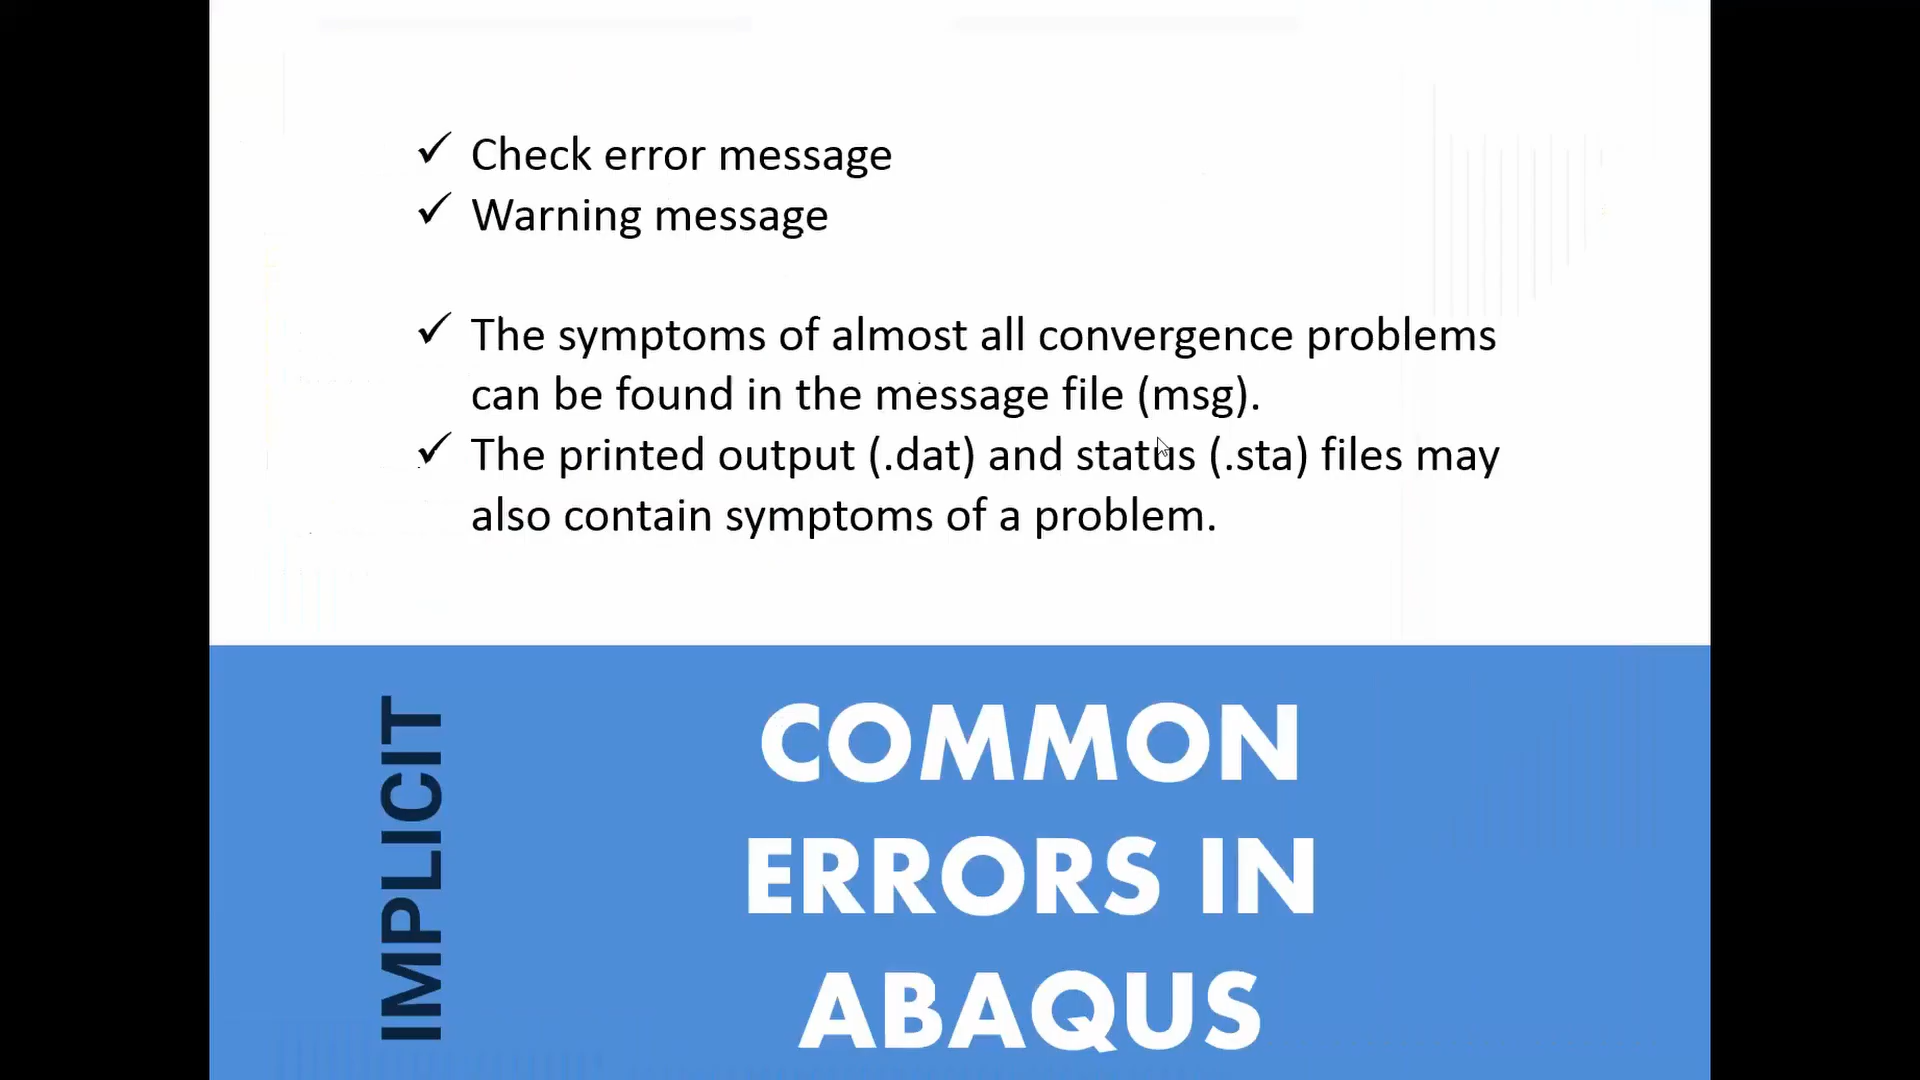 ✓ Check error message
✓ Warning message
✓ The symptoms of almost all convergence problems
can be found in the message file (msg).
✓ The printed output (.dat) and status (.sta) files may
also contain symptoms of a problem.
IMPLICIT
COMMON
ERRORS IN
ABAQUS